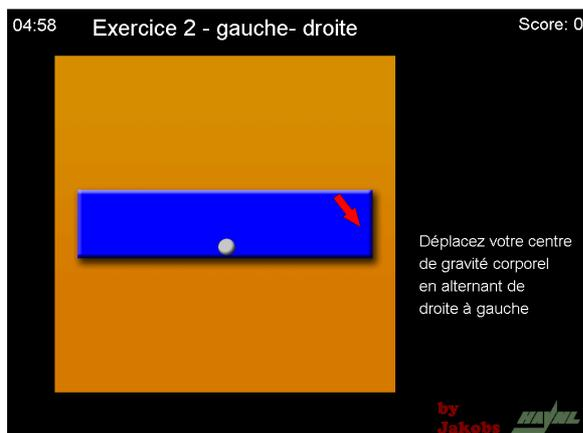 04:58 Exercice 2 - gauche- droite Score: 0
Déplacez votre centre
de gravité corporel
en alternant de
droite à gauche
by
Jakobs